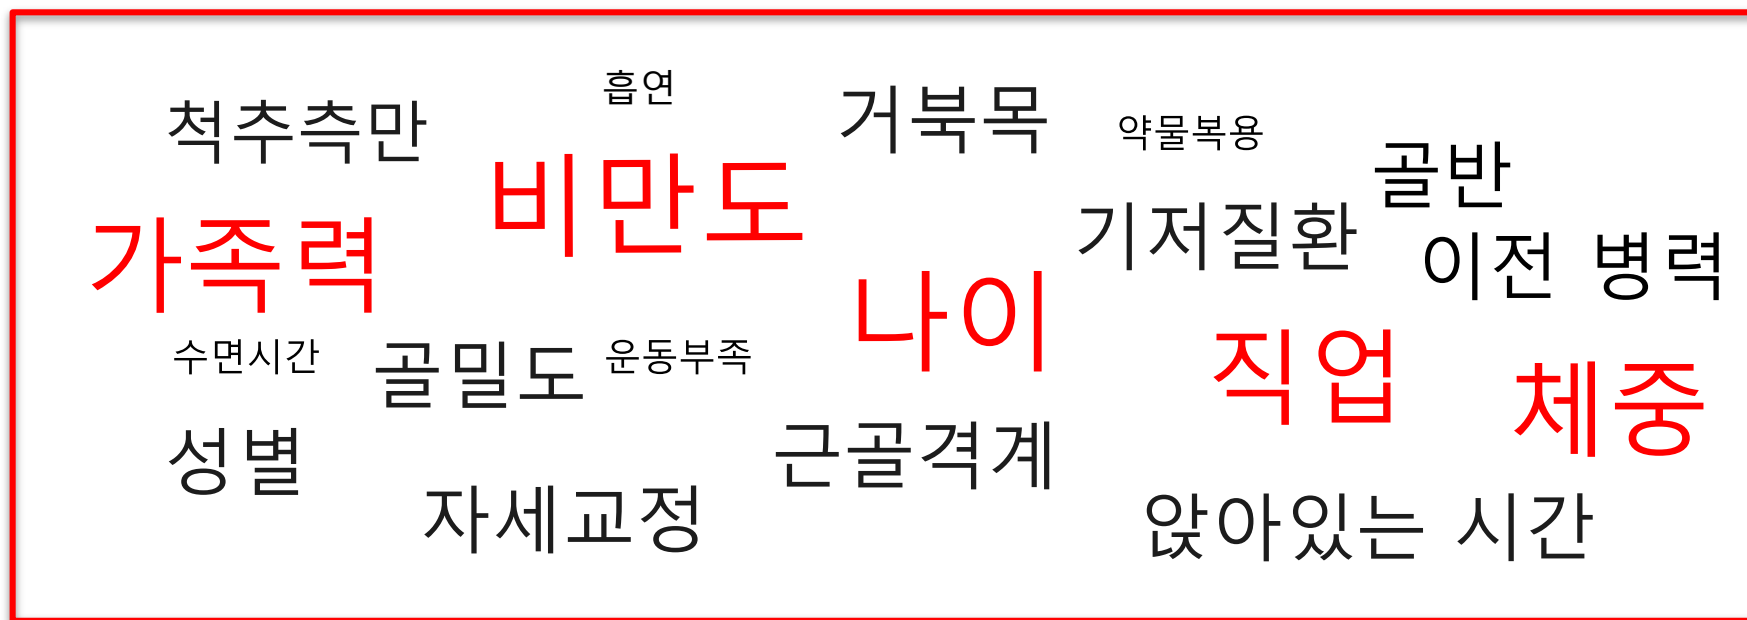 흡연
척추측만
거북목
약물복용
비만도
골반
가족력
기저질환
이전 병력
나이
수면시간
골밀도
운동부족
직업
체중
성별
근골격계
자세교정
앉아있는 시간